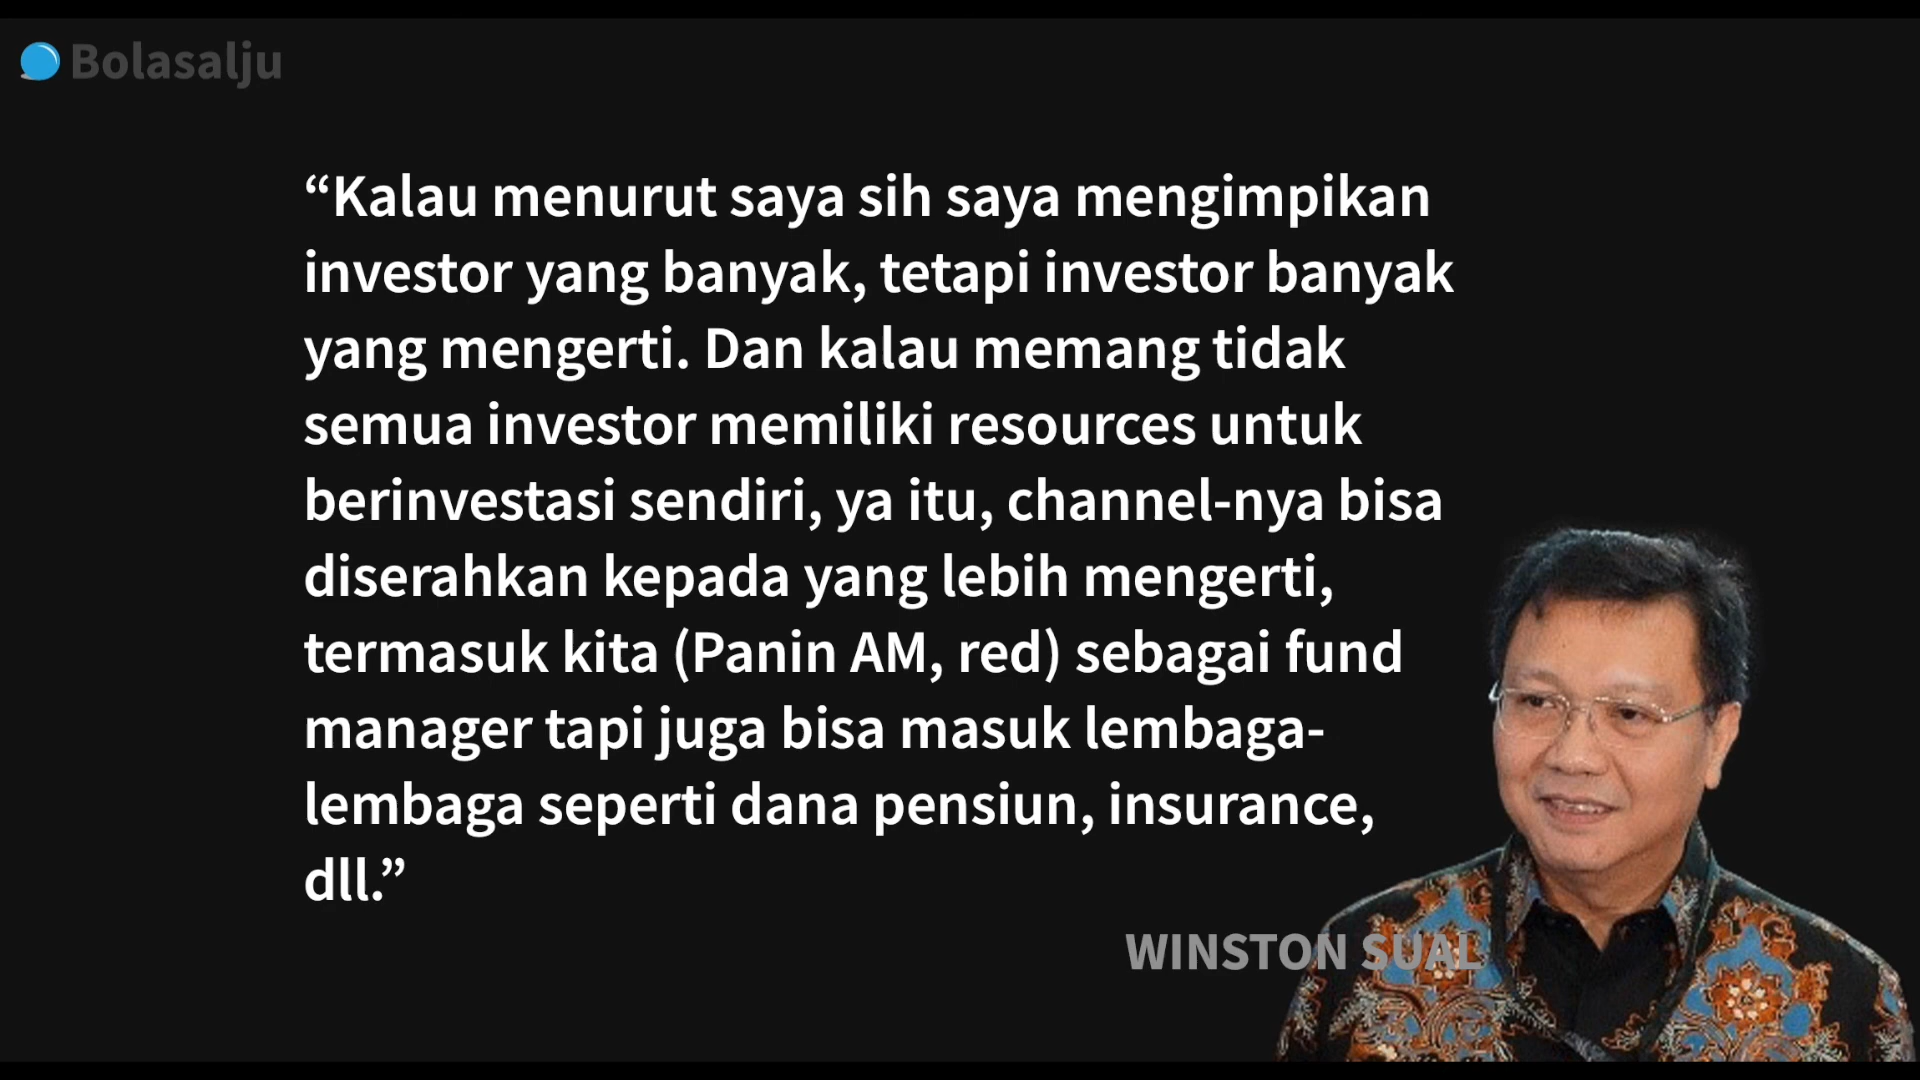 Bolasalju
“Kalau menurut saya sih saya mengimpikan
investor yang banyak, tetapi investor banyak
yang mengerti. Dan kalau memang tidak
semua investor memiliki resources untuk
berinvestasi sendiri, ya itu, channel-nya bisa
diserahkan kepada yang lebih mengerti,
termasuk kita (Panin AM, red) sebagai fund
manager tapi juga bisa masuk lembaga-
lembaga seperti dana pensiun, insurance,
dll.”
WINSTON SUAL